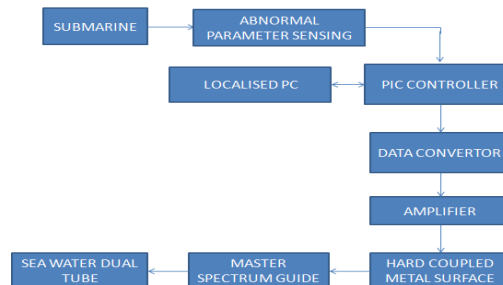 SUBMARINE
ABNORMAL
PARAMETER SENSING
LOCALISED PC
PIC CONTROLLER
DATA CONVERTOR
AMPLIFIER
SEA WATER DUAL
TUBE
MASTER
SPECTRUM GUIDE
HARD COUPLED
METAL SURFACE